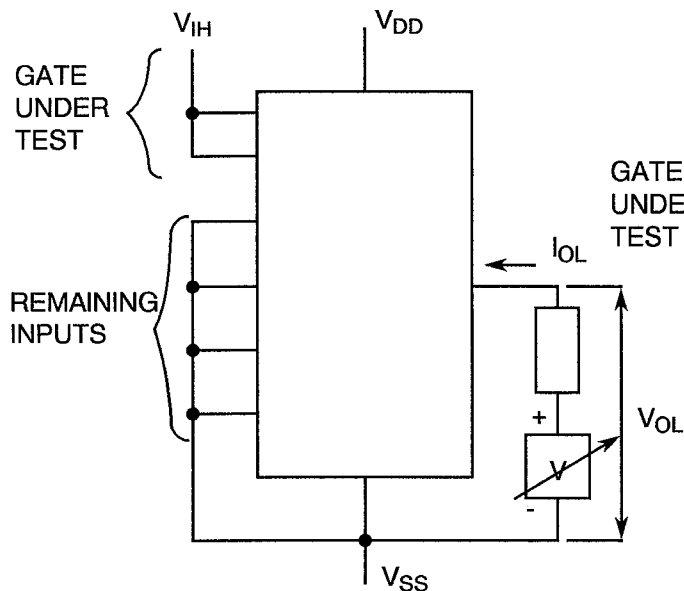 VIH
VDD
GATE
UNDER
TEST
GATE
UNDE
TEST
IOL
REMAINING
INPUTS
+
V
-
VOL
VSS